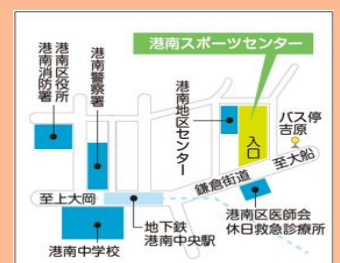 港南スポーツセンター
港南区役所
港南消防署
港南警察署
港南地区センター
入口
バス停
吉原
至大船
鎌倉街道
至上大岡
地下鉄
港南中央駅
港南区医師会
休日救急診療所
港南中学校